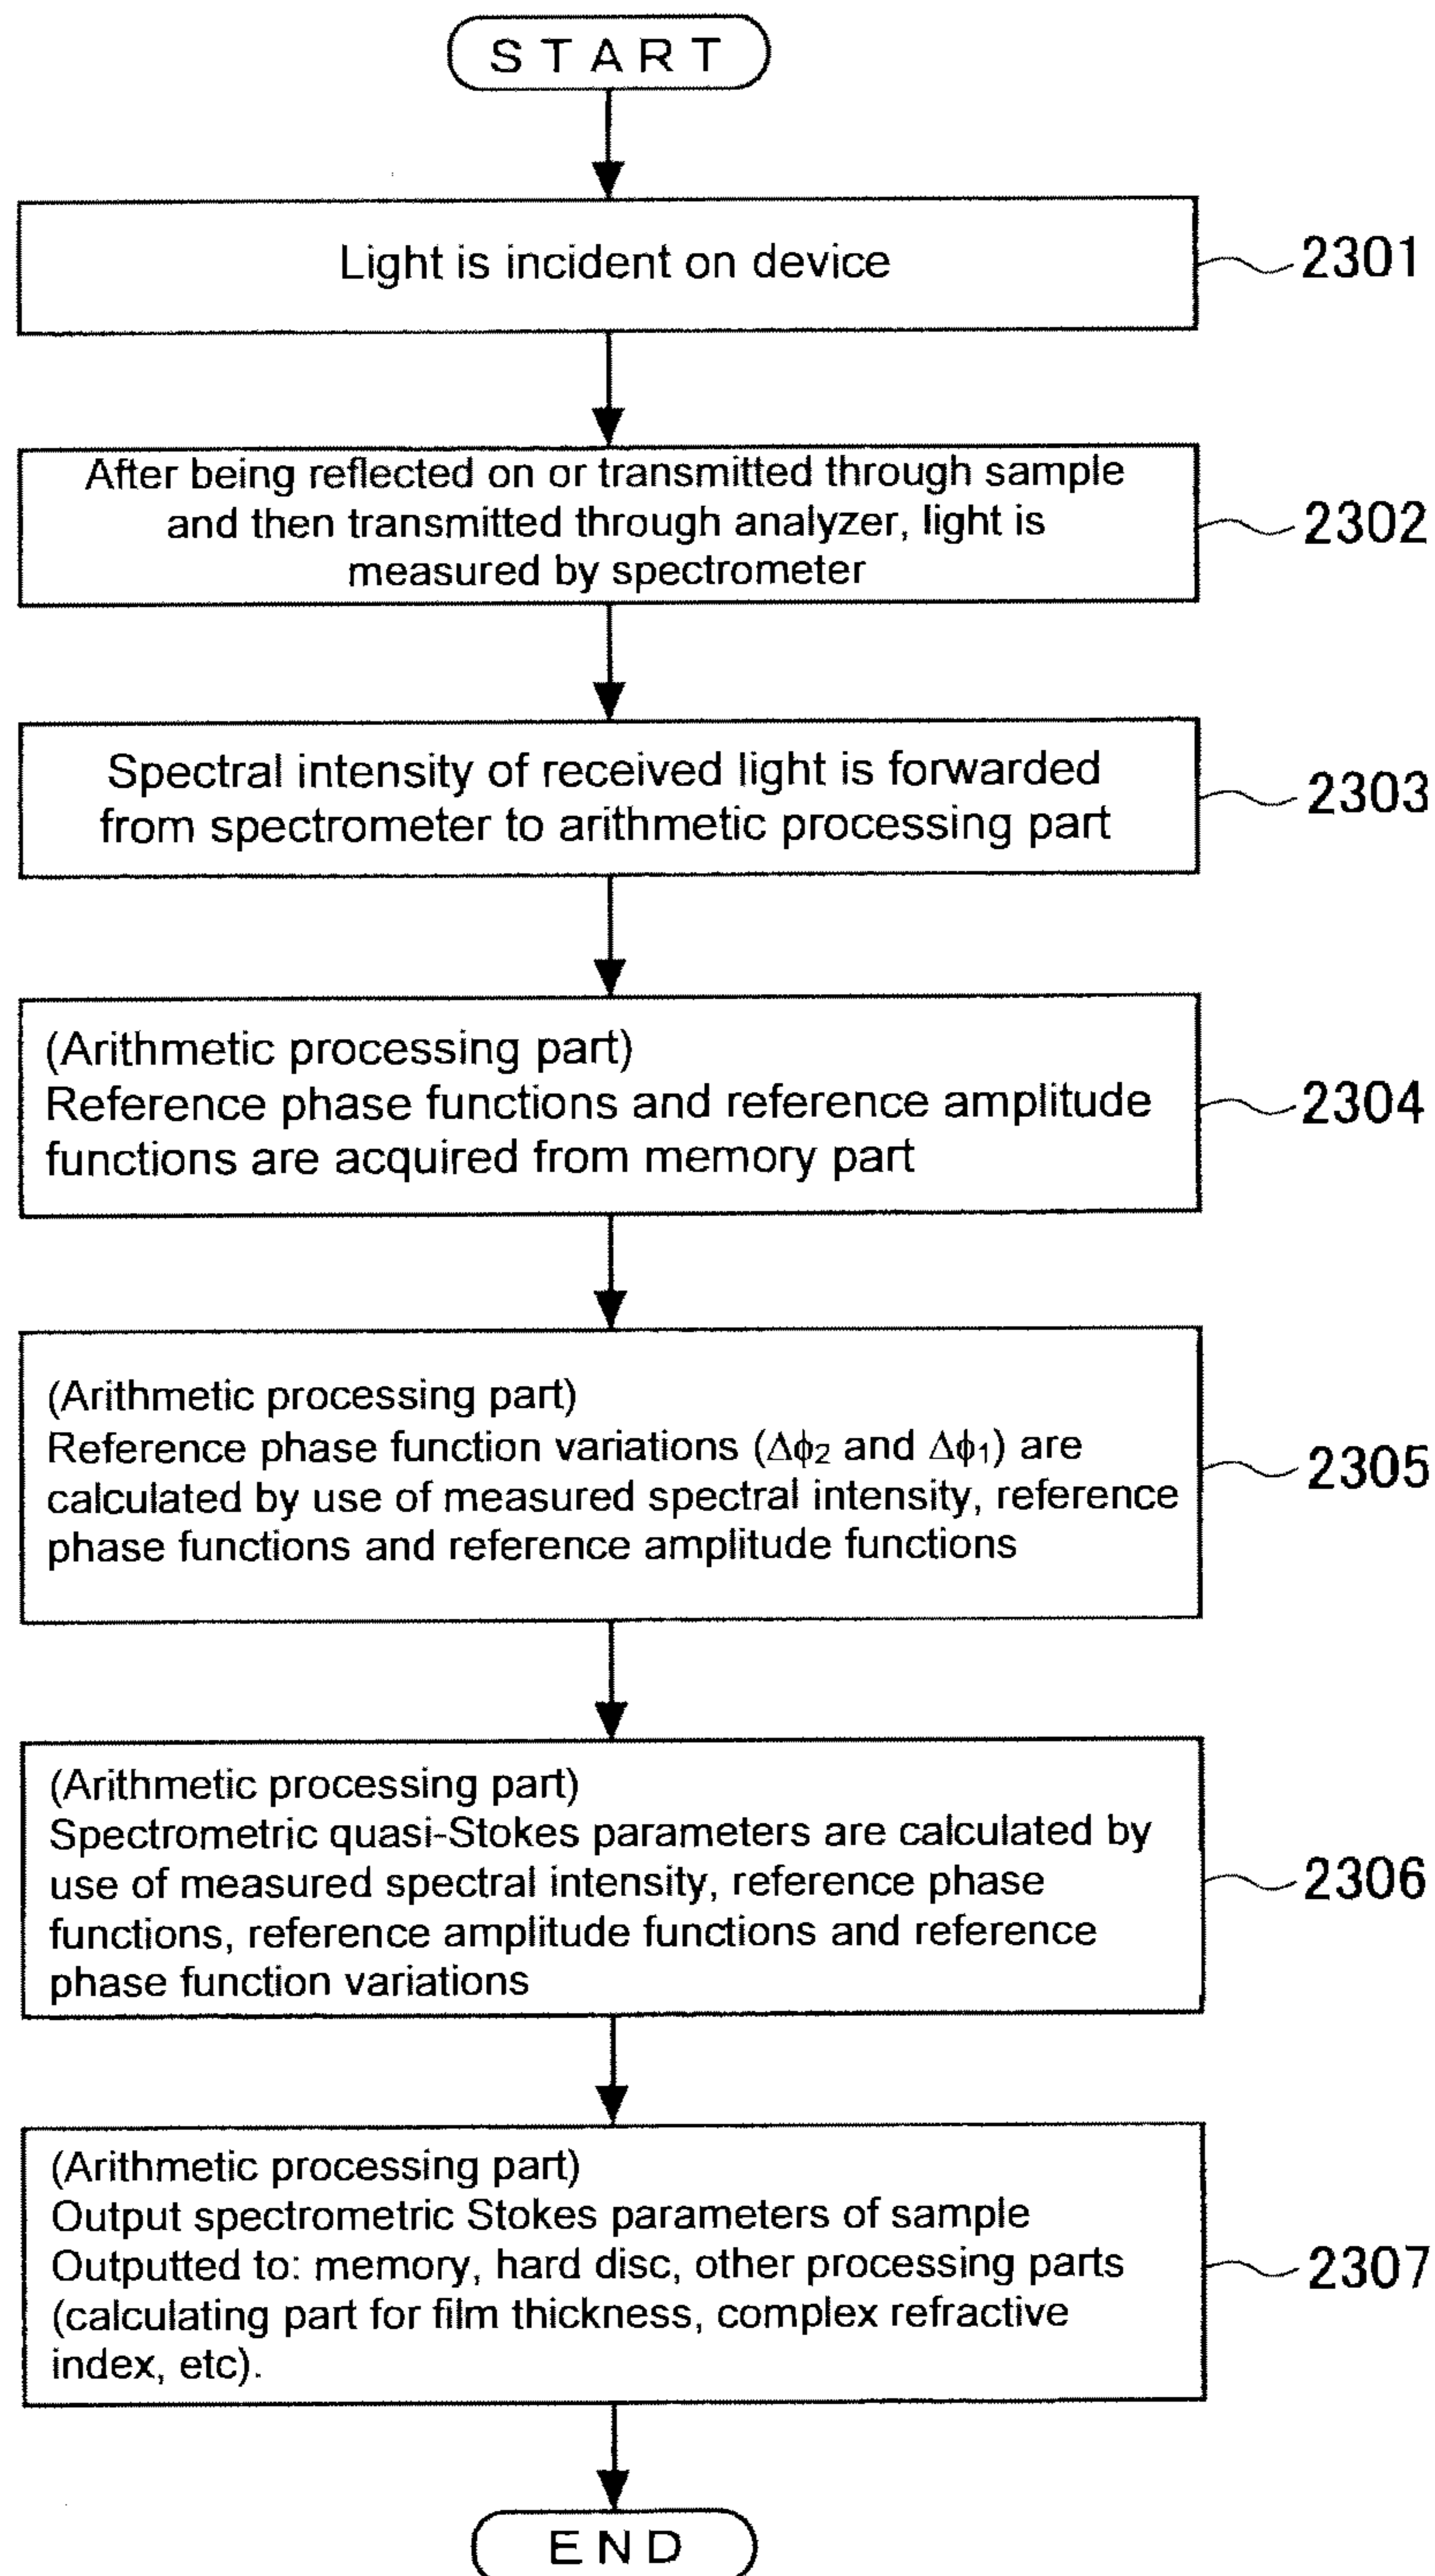 START
Light is incident on device
2301
After being reflected on or transmitted through sample
and then transmitted through analyzer, light is
measured by spectrometer
2302
Spectral intensity of received light is forwarded
from spectrometer to arithmetic processing part
2303
(Arithmetic processing part)
Reference phase functions and reference amplitude
functions are acquired from memory part
2304
(Arithmetic processing part)
Reference phase function variations (Δϕ₂ and Δϕ₁) are
calculated by use of measured spectral intensity, reference
phase functions and reference amplitude functions
2305
(Arithmetic processing part)
Spectrometric quasi-Stokes parameters are calculated by
use of measured spectral intensity, reference phase
functions, reference amplitude functions and reference
phase function variations
2306
(Arithmetic processing part)
Output spectrometric Stokes parameters of sample
Outputted to: memory, hard disc, other processing parts
(calculating part for film thickness, complex refractive
index, etc).
2307
END